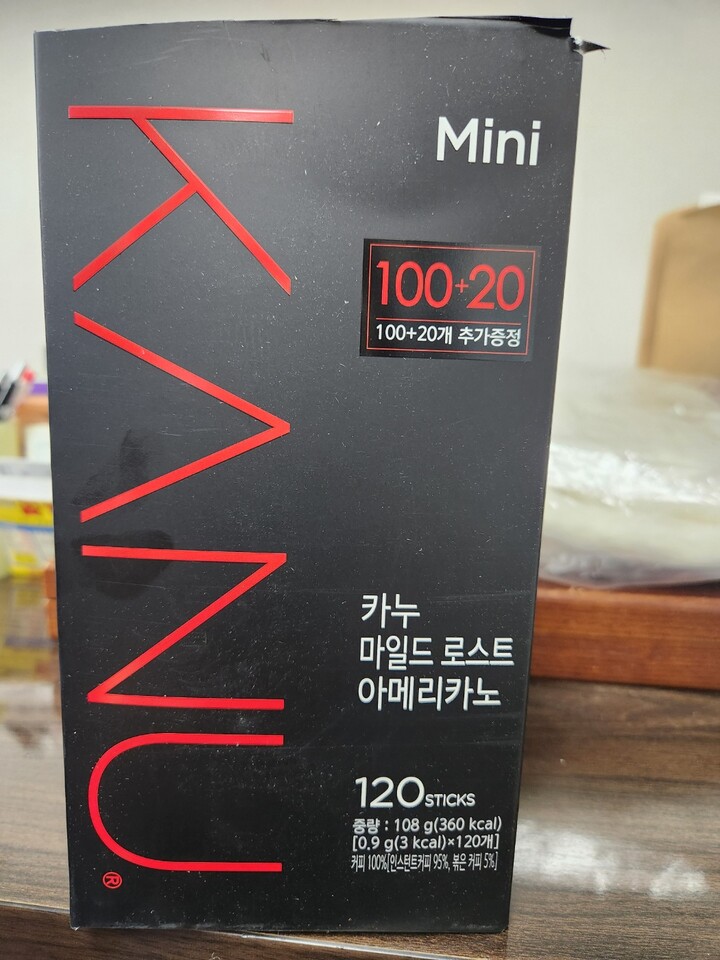 KANU®
Mini
100+20
100+20개 추가증정
카누
마일드 로스트
아메리카노
120 STICKS
중량 : 108 g(360 kcal)
[0.9 g(3 kcal)×120개]
커피 100%[인스턴트커피 95%, 볶은 커피 5%]